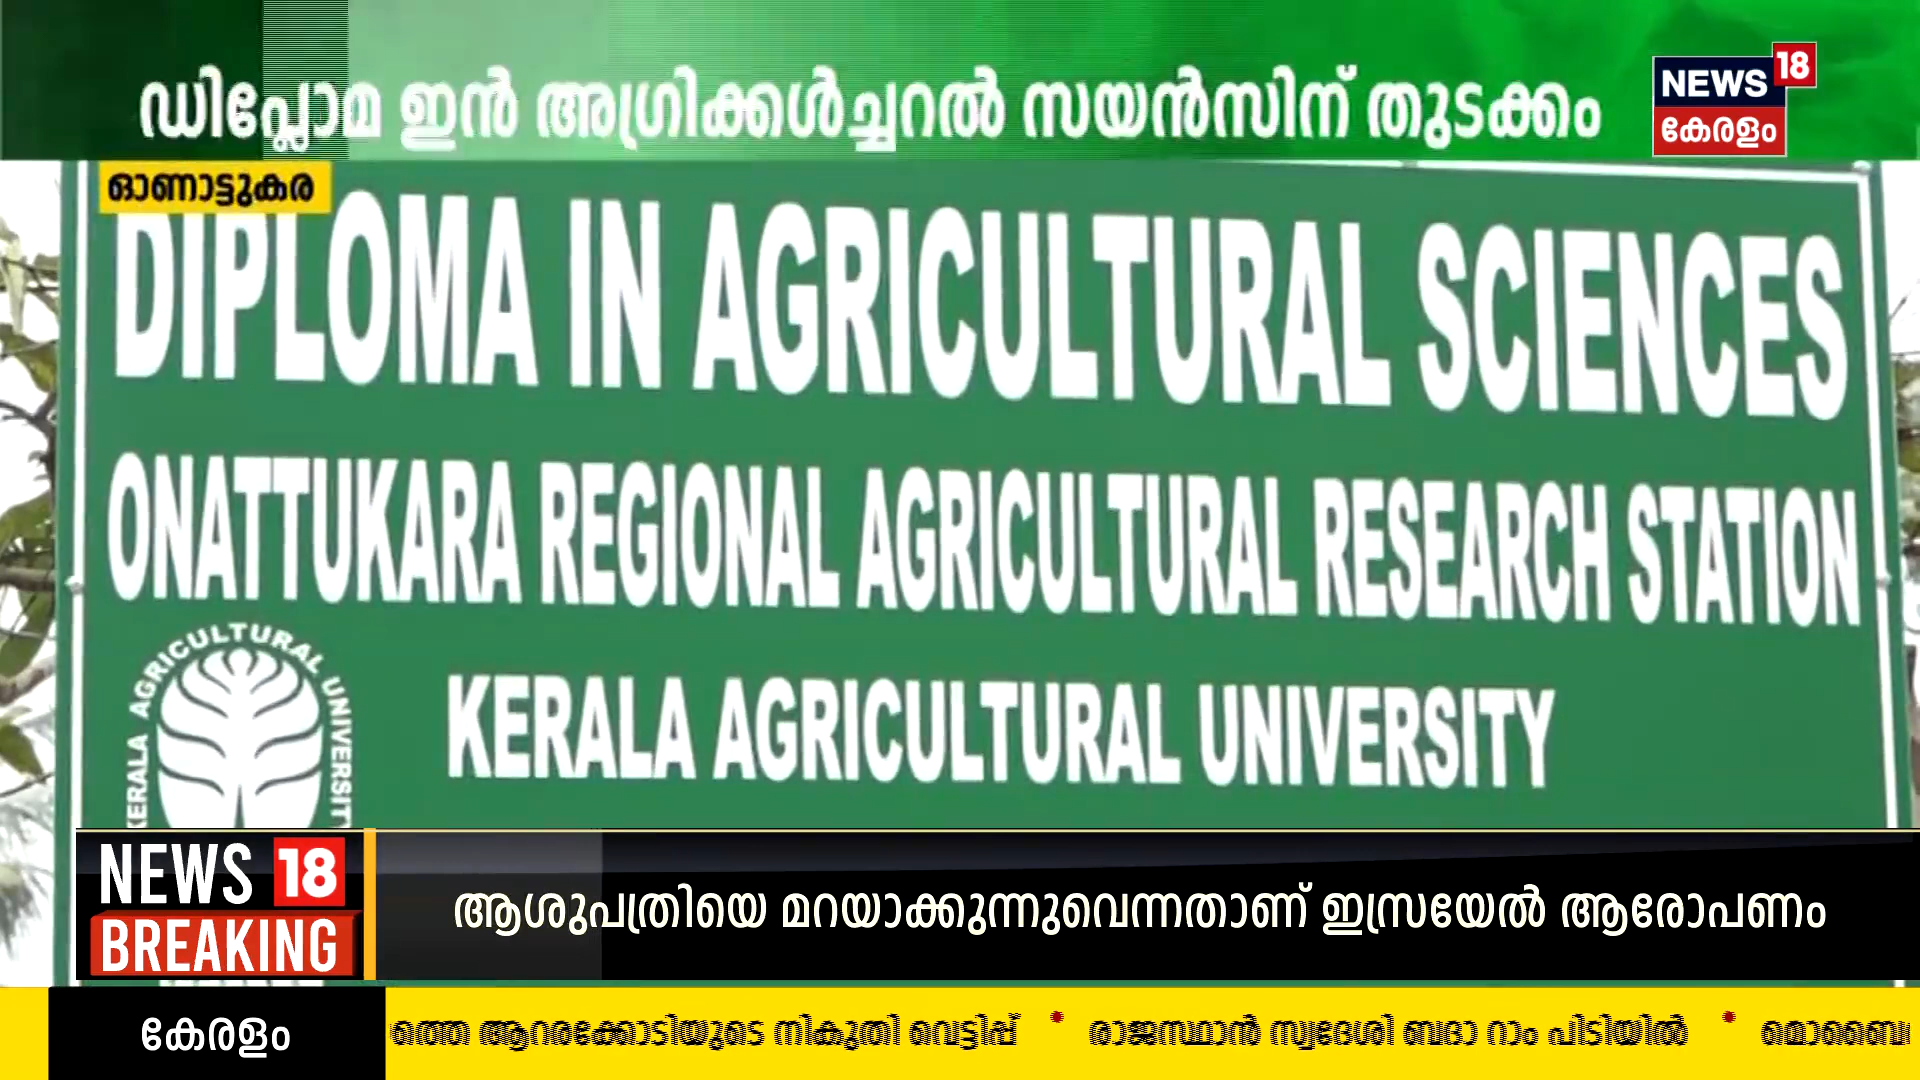 ഡിപ്ലോമ ഇൻ അഗ്രിക്കൾച്ചറൽ സയൻസിന് തുടക്കം
NEWS 18
കേരളം
ഓണാട്ടുകര
DIPLOMA IN AGRICULTURAL SCIENCES
ONATTUKARA REGIONAL AGRICULTURAL RESEARCH STATION
KERALA AGRICULTURAL UNIVERSITY
KERALA AGRICULTURAL UNIVERSITY
NEWS 18
BREAKING
ആശുപത്രിയെ മറയാക്കുന്നുവെന്നതാണ് ഇസ്രയേൽ ആരോപണം
കേരളം
ആറരക്കോടിയുടെ നികുതി വെട്ടിപ്പ് * രാജസ്ഥാൻ സ്വദേശി ബദാ റാം പിടിയിൽ *